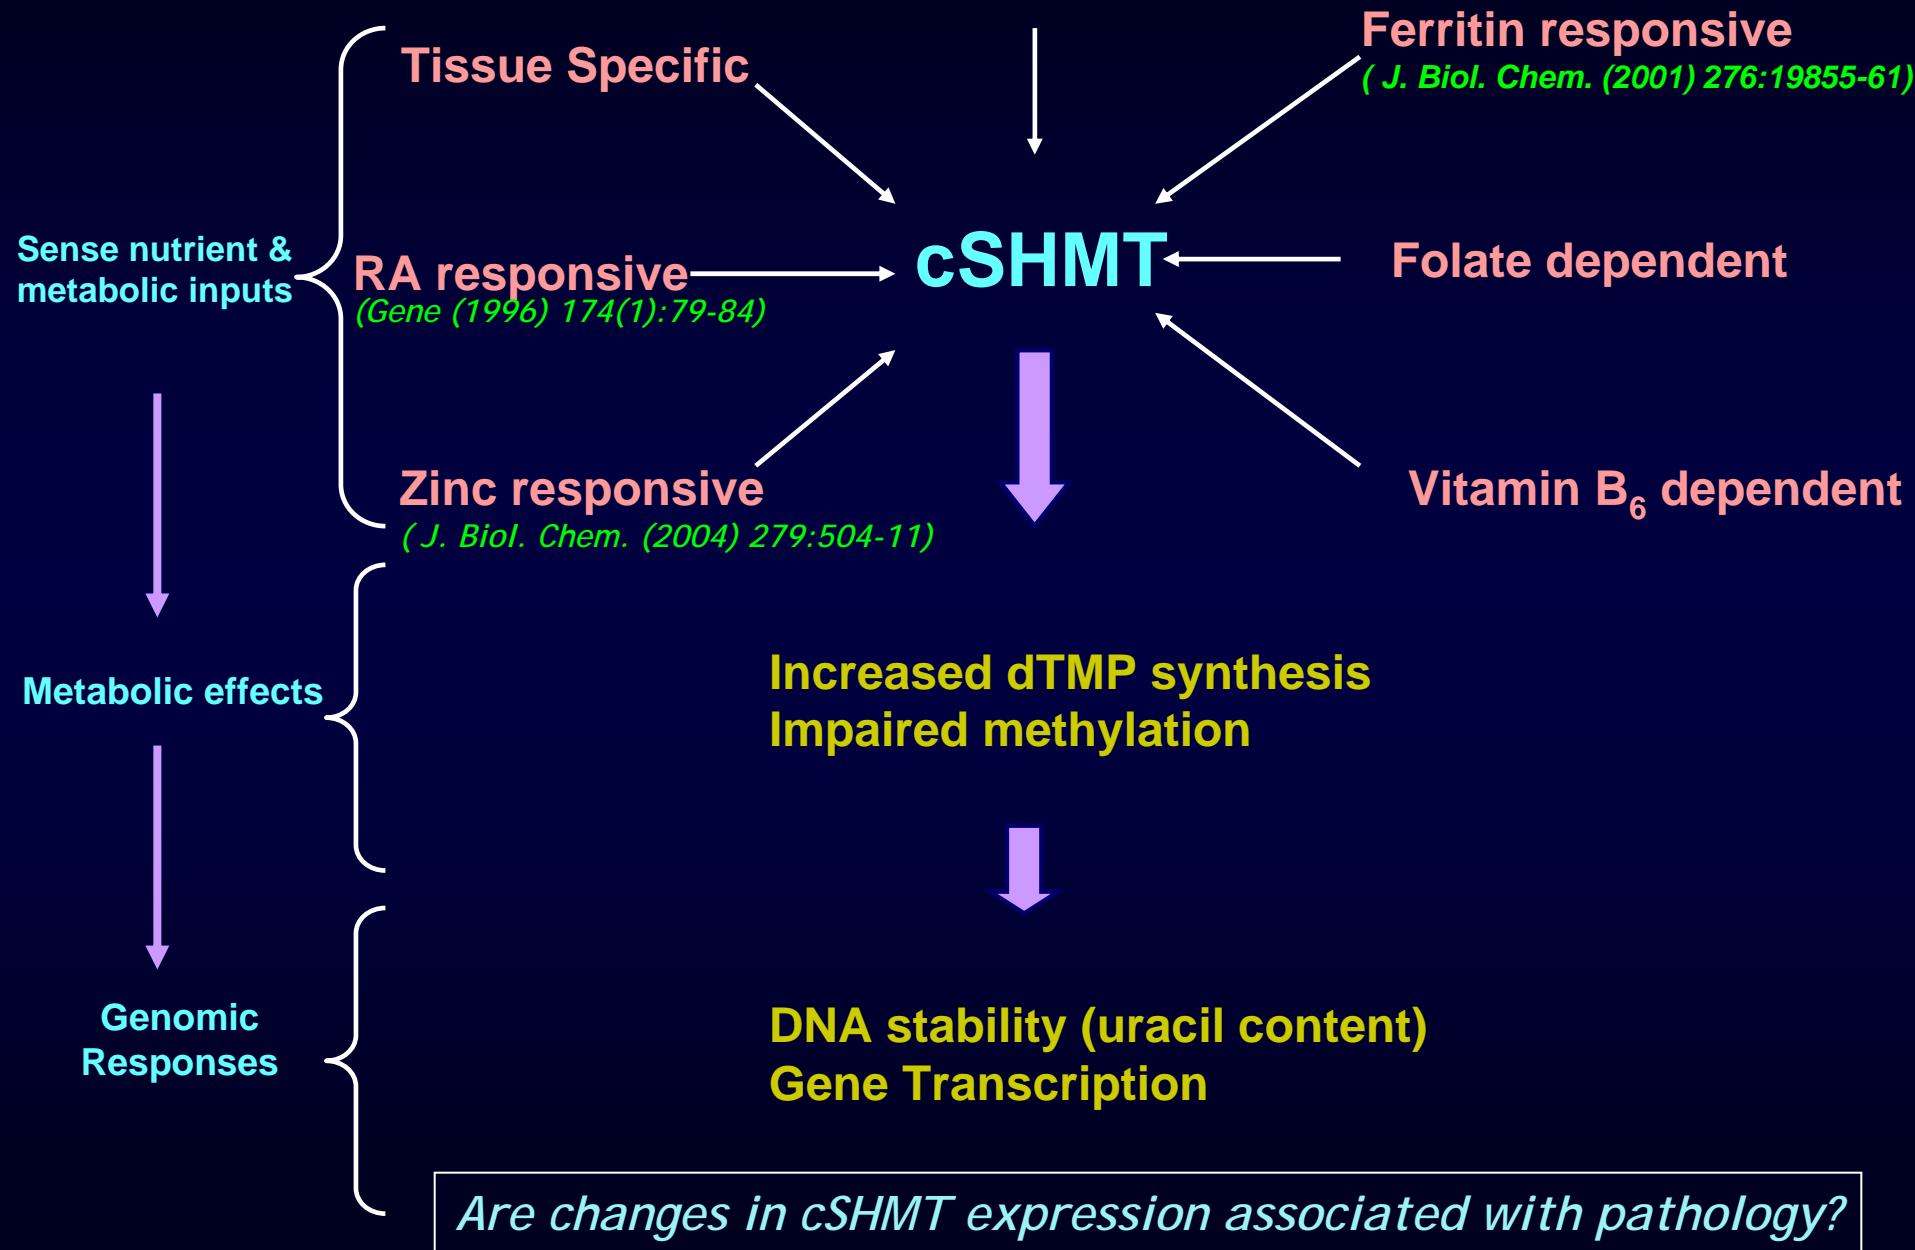 Tissue Specific
Ferritin responsive
( J. Biol. Chem. (2001) 276:19855-61)
Sense nutrient &
metabolic inputs
RA responsive
(Gene (1996) 174(1):79-84)
cSHMT
Folate dependent
Zinc responsive
( J. Biol. Chem. (2004) 279:504-11)
Vitamin B6 dependent
Metabolic effects
Increased dTMP synthesis
Impaired methylation
Genomic
Responses
DNA stability (uracil content)
Gene Transcription
Are changes in cSHMT expression associated with pathology?